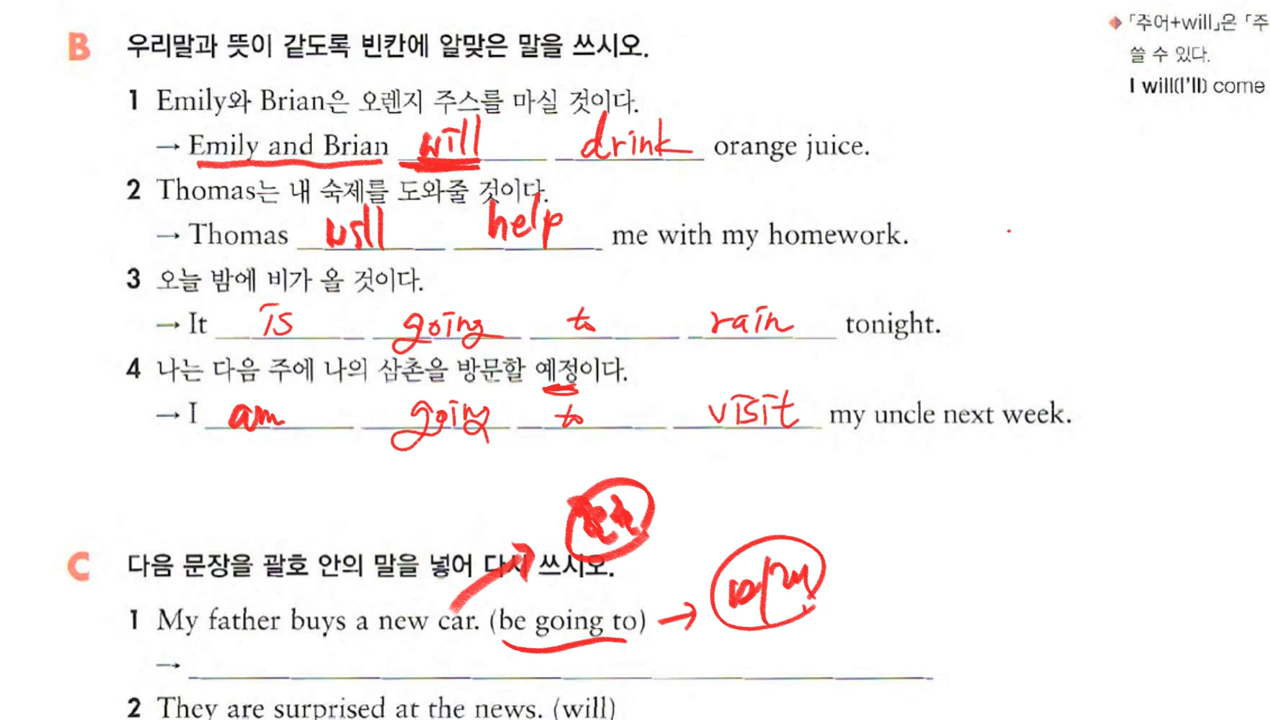 B 우리말과 뜻이 같도록 빈칸에 알맞은 말을 쓰시오.
1 Emily와 Brian은 오렌지 주스를 마실 것이다.
→ Emily and Brian will drink orange juice.
2 Thomas는 내 숙제를 도와줄 것이다.
→ Thomas will help me with my homework.
3 오늘 밤에 비가 올 것이다.
→ It is going to rain tonight.
4 나는 다음 주에 나의 삼촌을 방문할 예정이다.
→ I am going to visit my uncle next week.
C 다음 문장을 괄호 안의 말을 넣어 다시 쓰시오.
1 My father buys a new car. (be going to) → 미래
→
2 They are surprised at the news. (will)
◆ 「주어+will」은 「주
쓸 수 있다.
I will(I'll) come